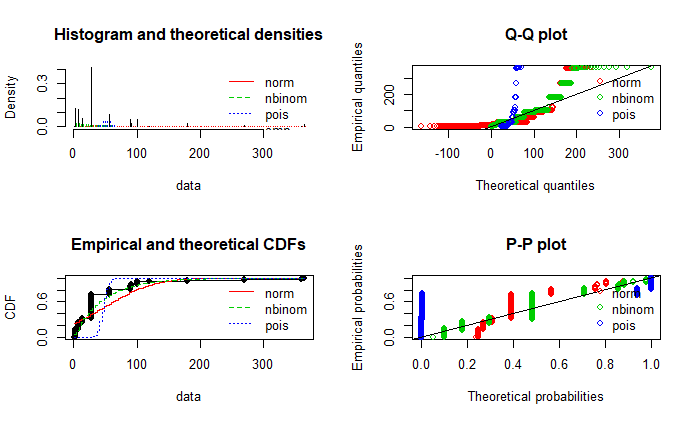 Histogram and theoretical densities
Density
0.0
0.3
norm
nbinom
pois
0
100
200
300
data
Q-Q plot
Empirical quantiles
0
200
norm
nbinom
pois
-100
0
100
200
300
Theoretical quantiles
Empirical and theoretical CDFs
CDF
0.0
0.6
norm
nbinom
pois
0
100
200
300
data
P-P plot
Empirical probabilities
0.0
0.6
norm
nbinom
pois
0.0
0.2
0.4
0.6
0.8
1.0
Theoretical probabilities